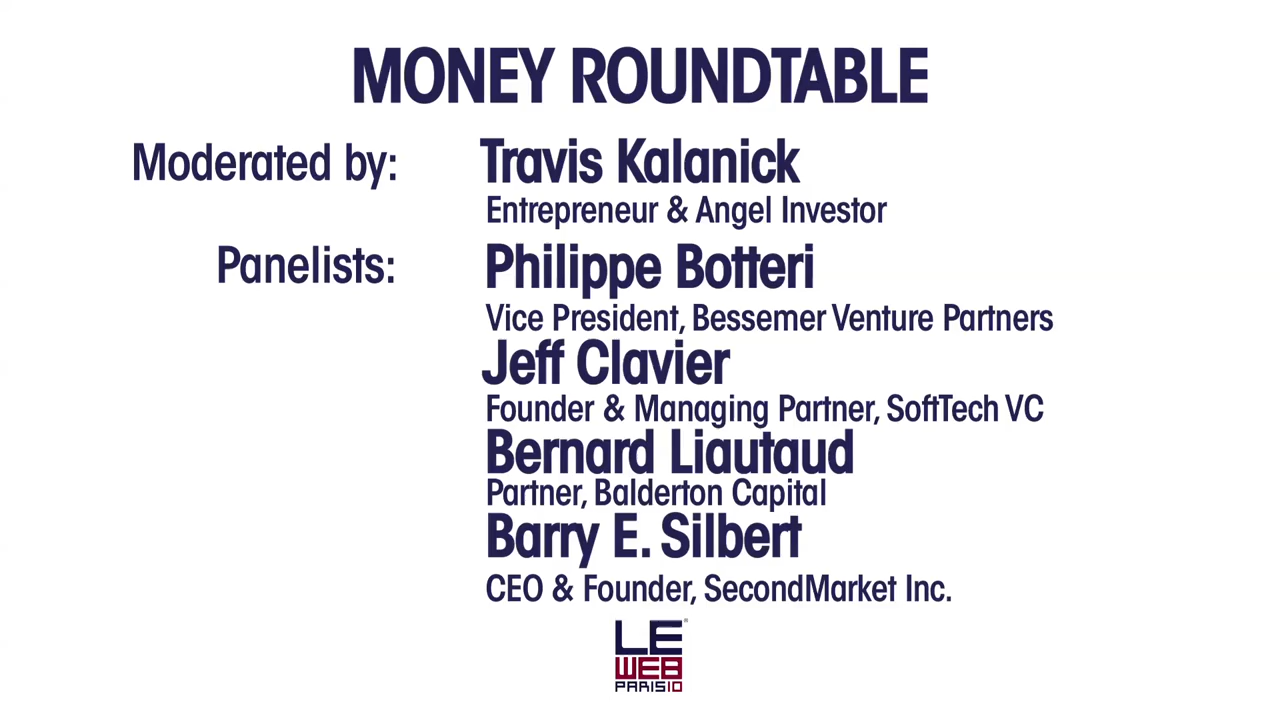 MONEY ROUNDTABLE
Moderated by: Travis Kalanick
Entrepreneur & Angel Investor
Panelists: Philippe Botteri
Vice President, Bessemer Venture Partners
Jeff Clavier
Founder & Managing Partner, SoftTech VC
Bernard Liautaud
Partner, Balderton Capital
Barry E. Silbert
CEO & Founder, SecondMarket Inc.
LE
WEB
PARIS10